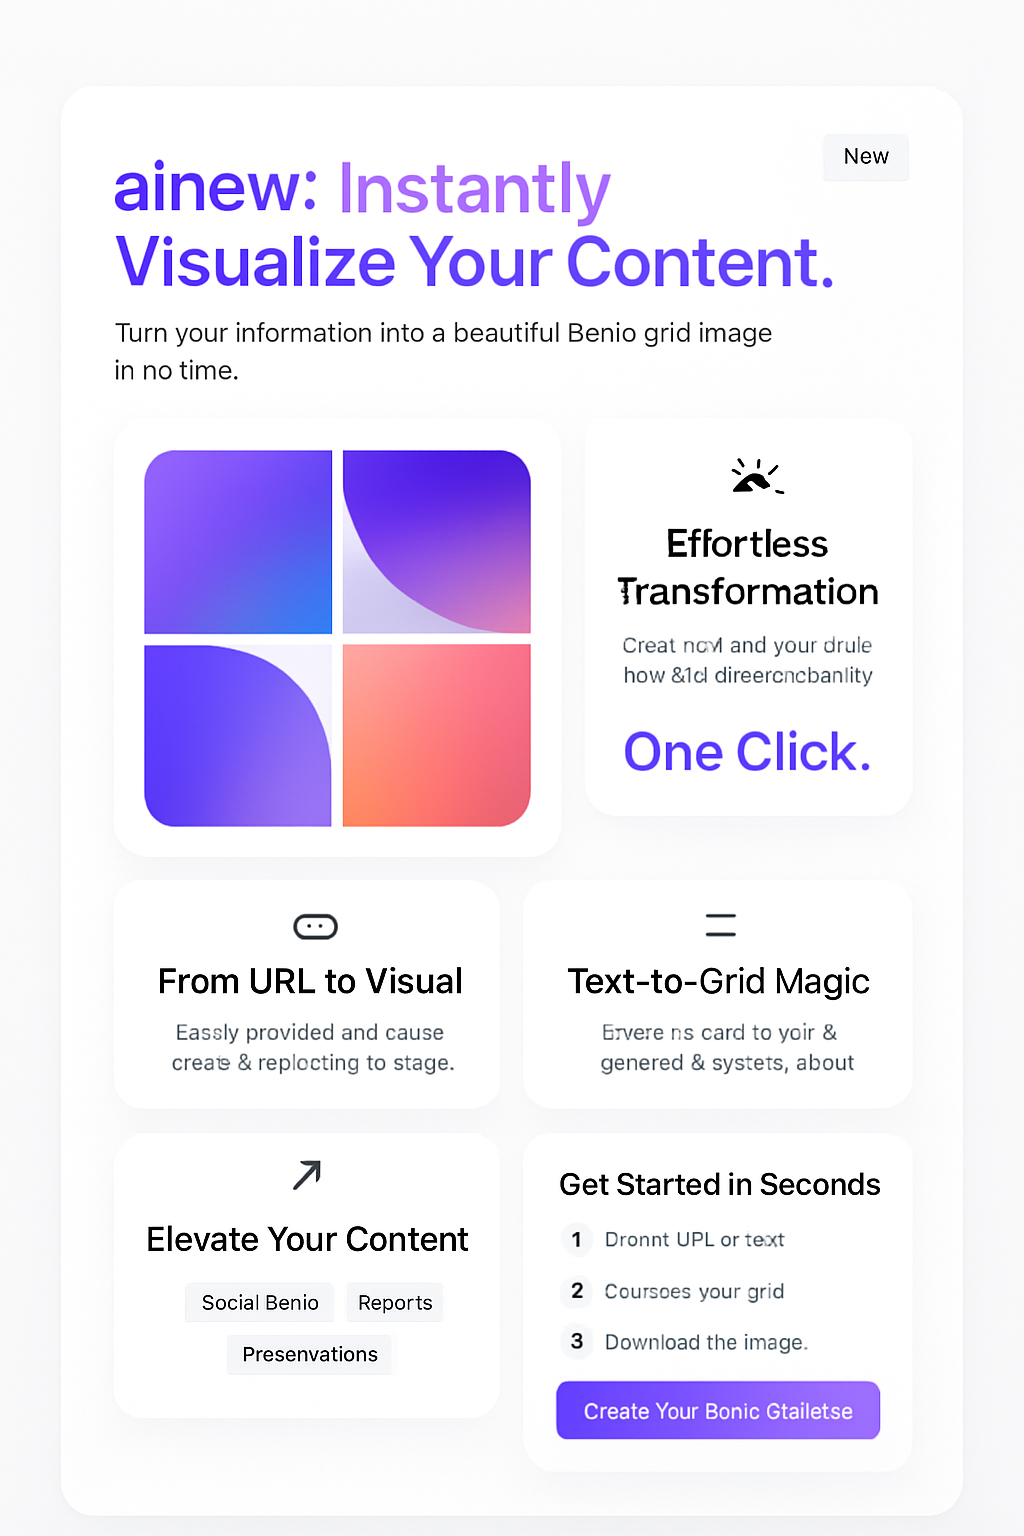 New
ainew: Instantly
Visualize Your Content.
Turn your information into a beautiful Benio grid image
in no time.
Effortless
Transformation
Creat and your drule
how direercncbanlity
One Click.
From URL to Visual
Eassly provided and cause
create & replocting to stage.
Text-to-Grid Magic
Ervere ns card to yoir &
genered & systets, about
Elevate Your Content
Social Benio
Reports
Presenvations
Get Started in Seconds
1 Dronnt UPL or text
2 Coursoes your grid
3 Download the image.
Create Your Bonic Gtailetse